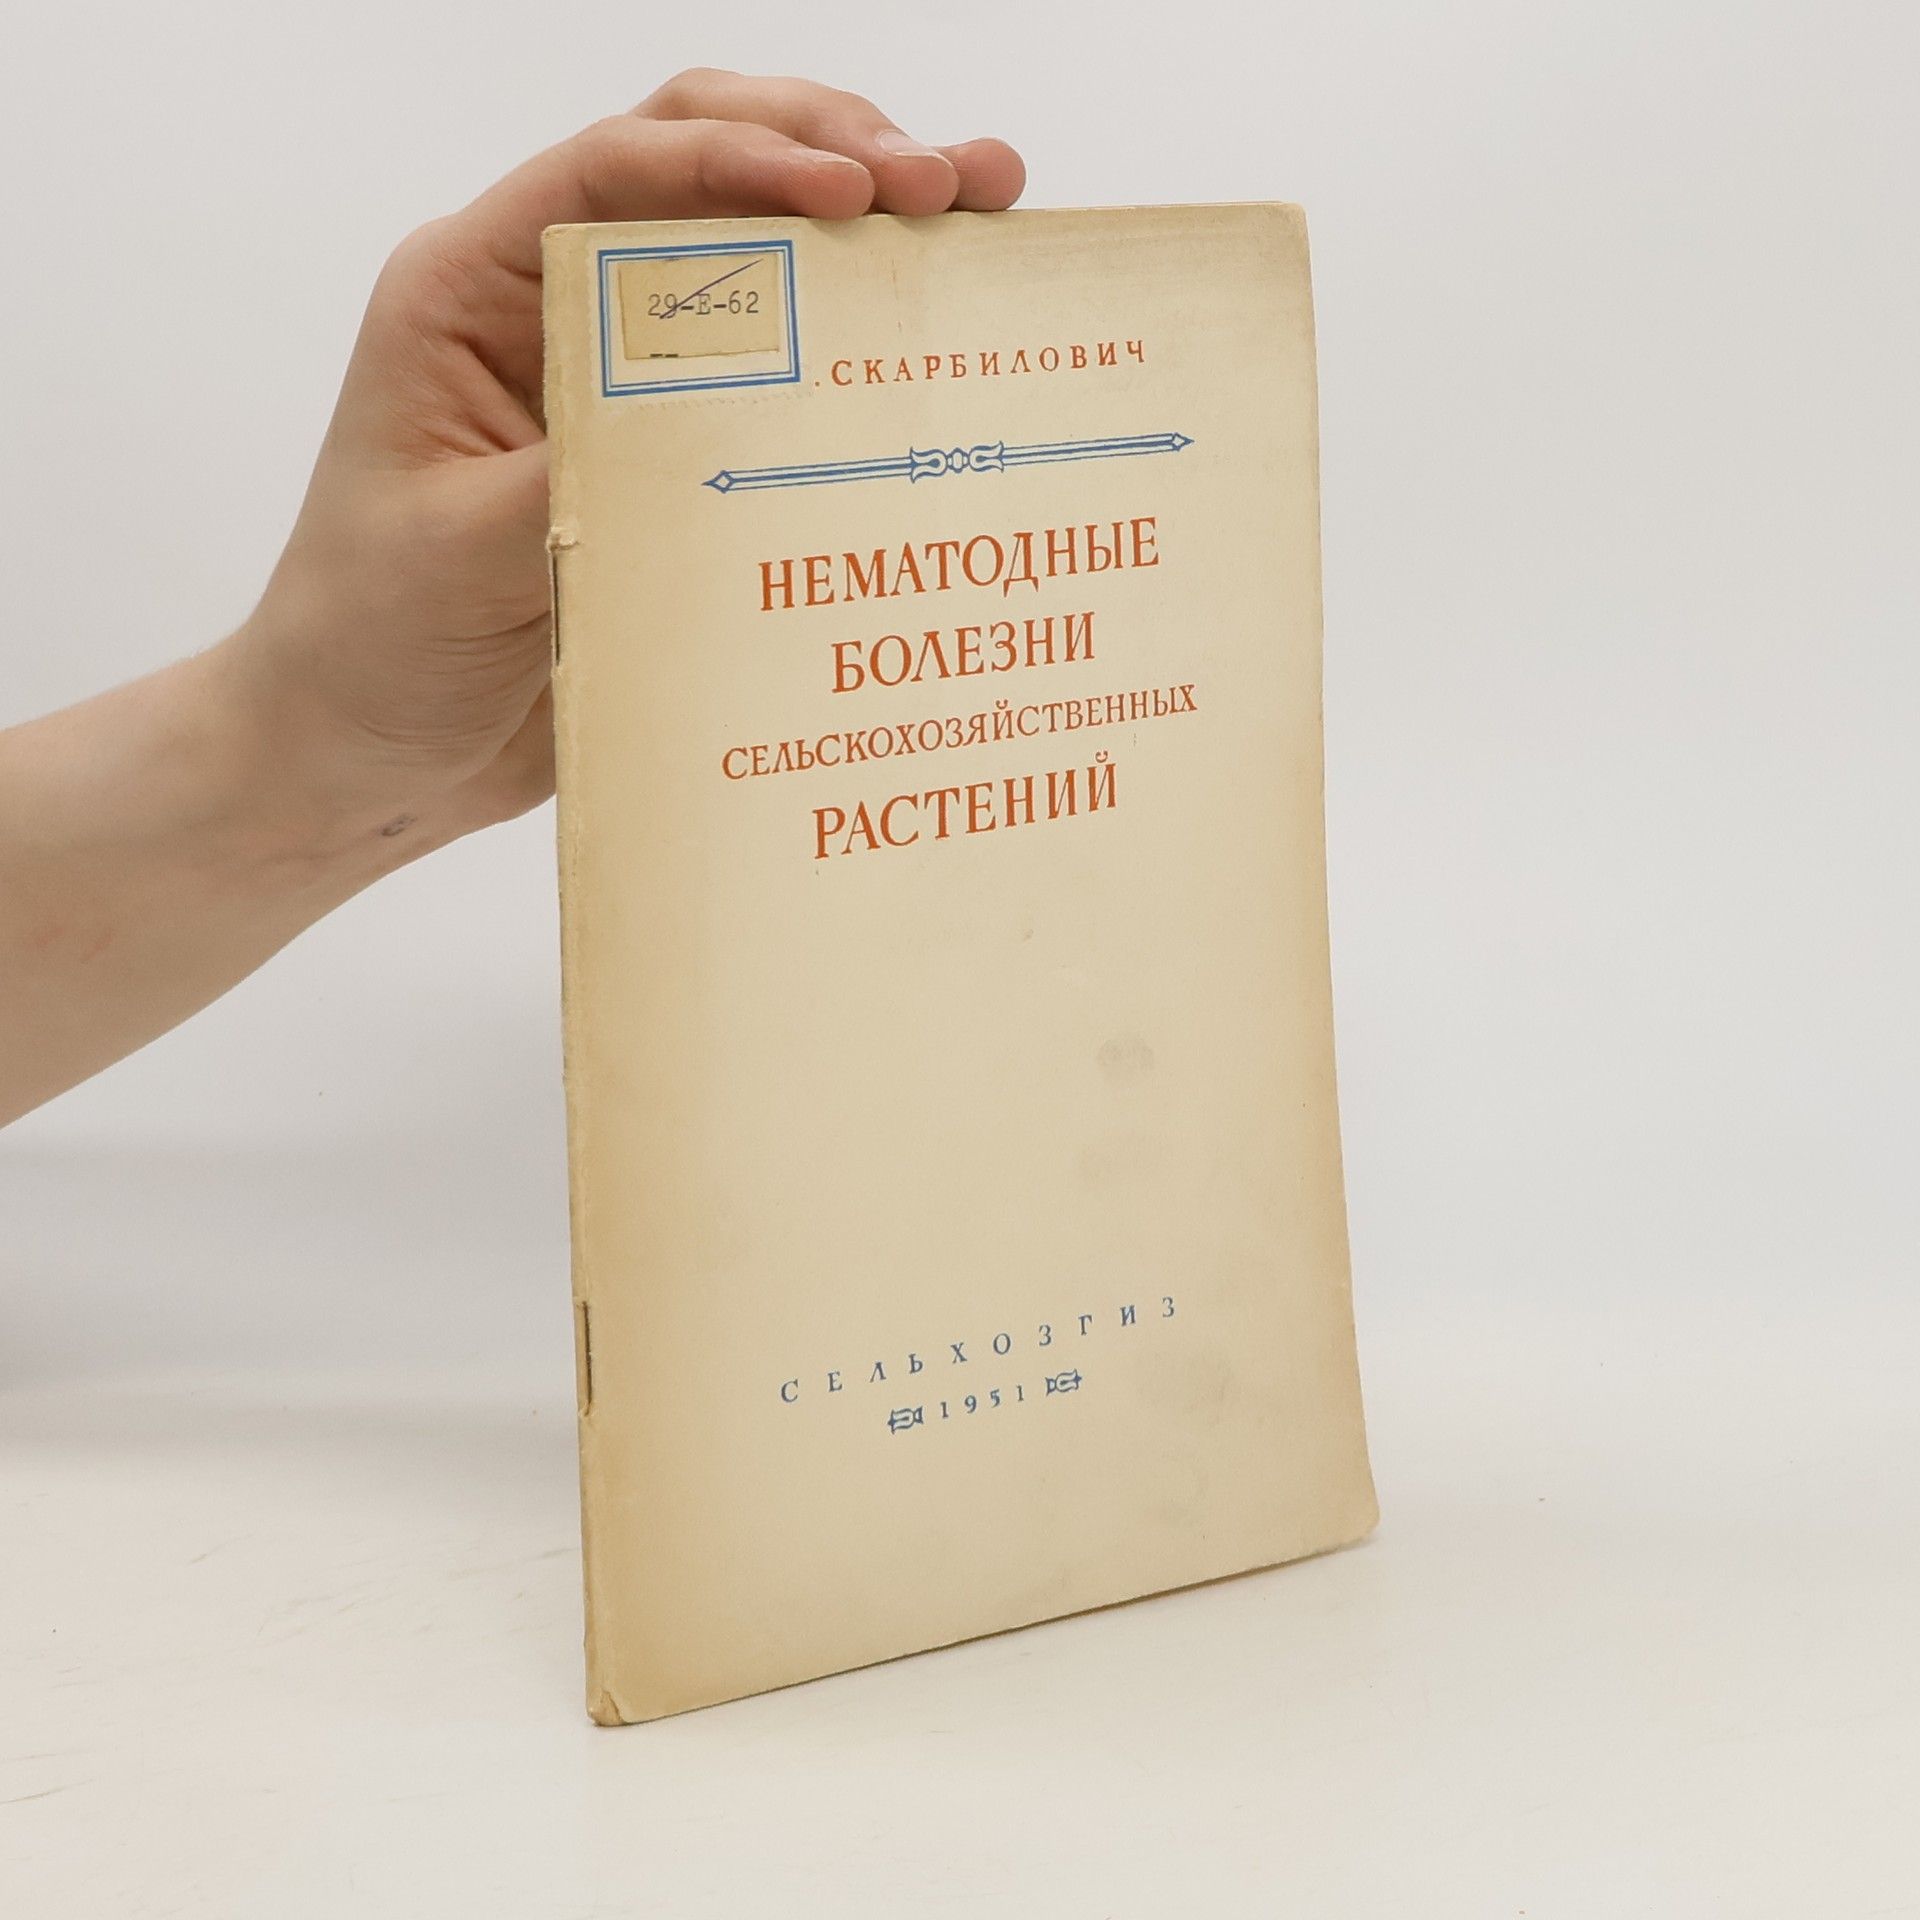 29-Е-62
.СКАРБИЛОВИЧ
НЕМАТОДНЫЕ
БОЛЕЗНИ
СЕЛЬСКОХОЗЯЙСТВЕННЫХ
РАСТЕНИЙ
СЕЛЬХОЗГИЗ
1951